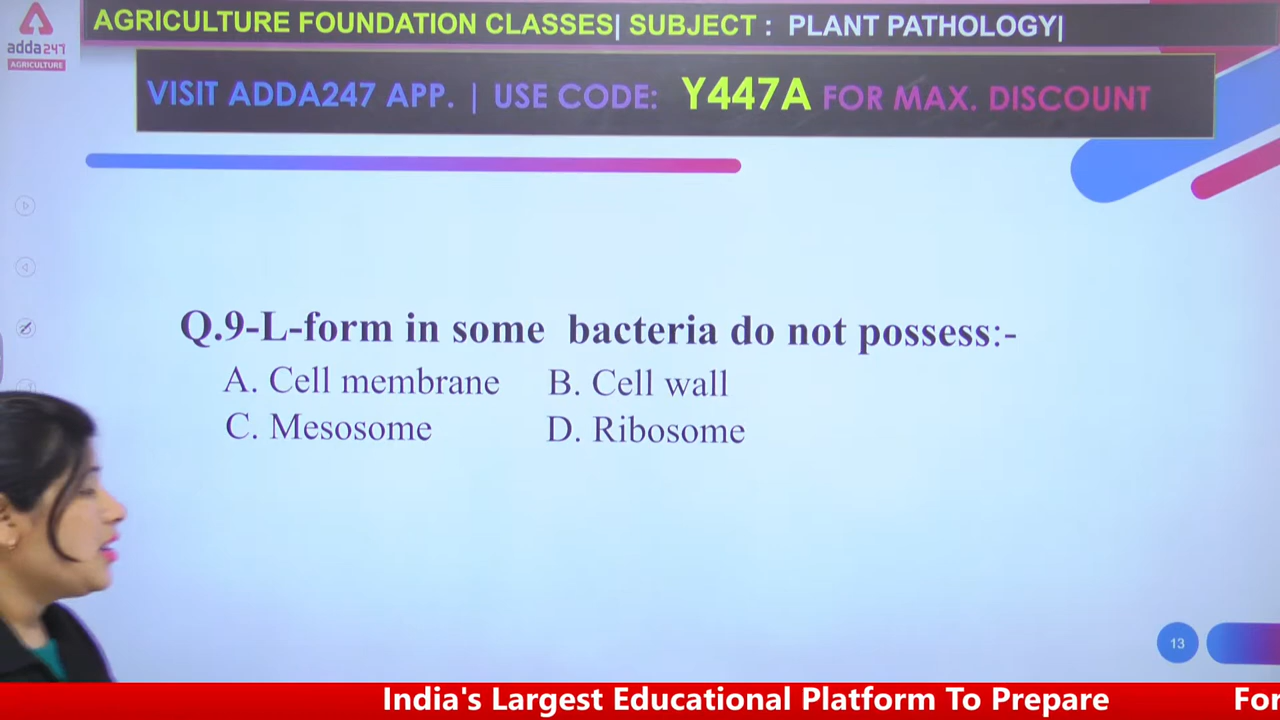 adda247
AGRICULTURE
AGRICULTURE FOUNDATION CLASSES| SUBJECT : PLANT PATHOLOGY|
VISIT ADDA247 APP. | USE CODE: Y447A FOR MAX. DISCOUNT
Q.9-L-form in some bacteria do not possess:-
A. Cell membrane B. Cell wall
C. Mesosome D. Ribosome
13
India's Largest Educational Platform To Prepare For